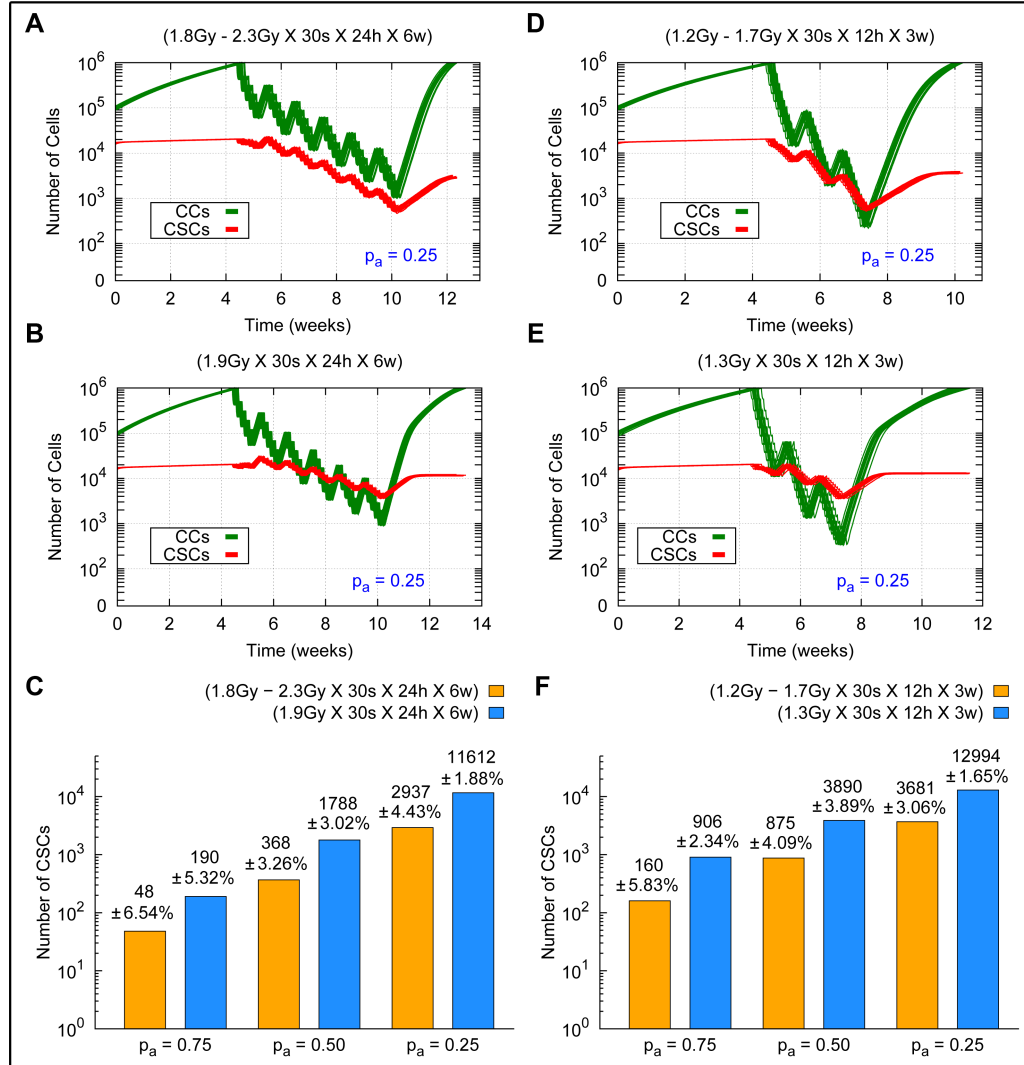 A
(1.8Gy - 2.3Gy X 30s X 24h X 6w)
Number of Cells
10^6
10^5
10^4
10^3
10^2
0
CCs
CSCs
p_a = 0.25
0 2 4 6 8 10 12
Time (weeks)
D
(1.2Gy - 1.7Gy X 30s X 12h X 3w)
Number of Cells
10^6
10^5
10^4
10^3
10^2
0
CCs
CSCs
p_a = 0.25
0 2 4 6 8 10
Time (weeks)
B
(1.9Gy X 30s X 24h X 6w)
Number of Cells
10^6
10^5
10^4
10^3
10^2
0
CCs
CSCs
p_a = 0.25
0 2 4 6 8 10 12 14
Time (weeks)
E
(1.3Gy X 30s X 12h X 3w)
Number of Cells
10^6
10^5
10^4
10^3
10^2
0
CCs
CSCs
p_a = 0.25
0 2 4 6 8 10 12
Time (weeks)
C
(1.8Gy − 2.3Gy X 30s X 24h X 6w)
(1.9Gy X 30s X 24h X 6w)
Number of CSCs
10^4
10^3
10^2
10^1
10^0
48
±6.54%
190
±5.32%
368
±3.26%
1788
±3.02%
2937
±4.43%
11612
±1.88%
p_a = 0.75 p_a = 0.50 p_a = 0.25
F
(1.2Gy − 1.7Gy X 30s X 12h X 3w)
(1.3Gy X 30s X 12h X 3w)
Number of CSCs
10^4
10^3
10^2
10^1
10^0
160
±5.83%
906
±2.34%
875
±4.09%
3890
±3.89%
3681
±3.06%
12994
±1.65%
p_a = 0.75 p_a = 0.50 p_a = 0.25